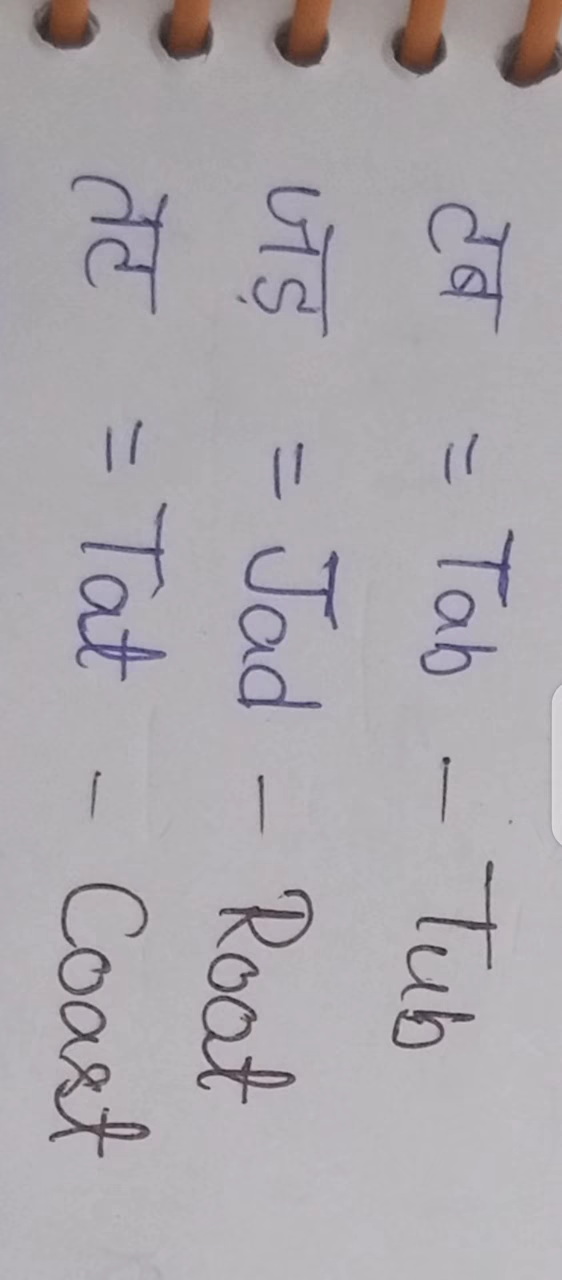 टब = Tab - Tub
जड़ = Jad - Root
तट = Tat - Coast